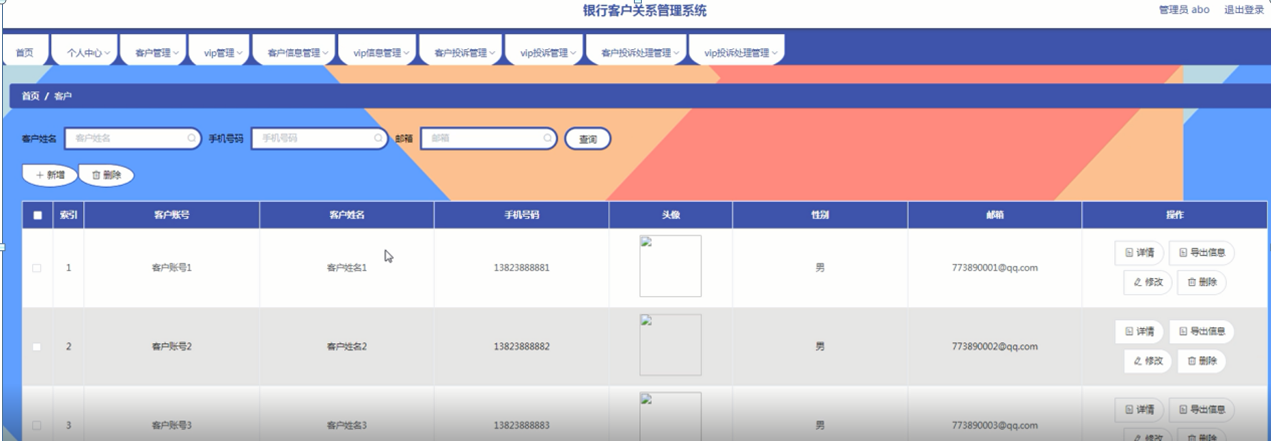 银行客户关系管理系统
管理员 abo 退出登录
首页 个人中心 客户管理 vip管理 客户信息管理 vip信息管理 客户投诉管理 vip投诉管理 客户投诉处理管理 vip投诉处理管理
首页 / 客户
客户姓名 客户姓名 手机号码 手机号码 邮箱 邮箱 查询
+ 新增 删除
索引 客户账号 客户姓名 手机号码 头像 性别 邮箱 操作
1 客户账号1 客户姓名1 13823888881 男 773890001@qq.com 详情 导出信息
修改 删除
2 客户账号2 客户姓名2 13823888882 男 773890002@qq.com 详情 导出信息
修改 删除
3 客户账号3 客户姓名3 13823888883 男 773890003@qq.com 详情 导出信息
修改 删除